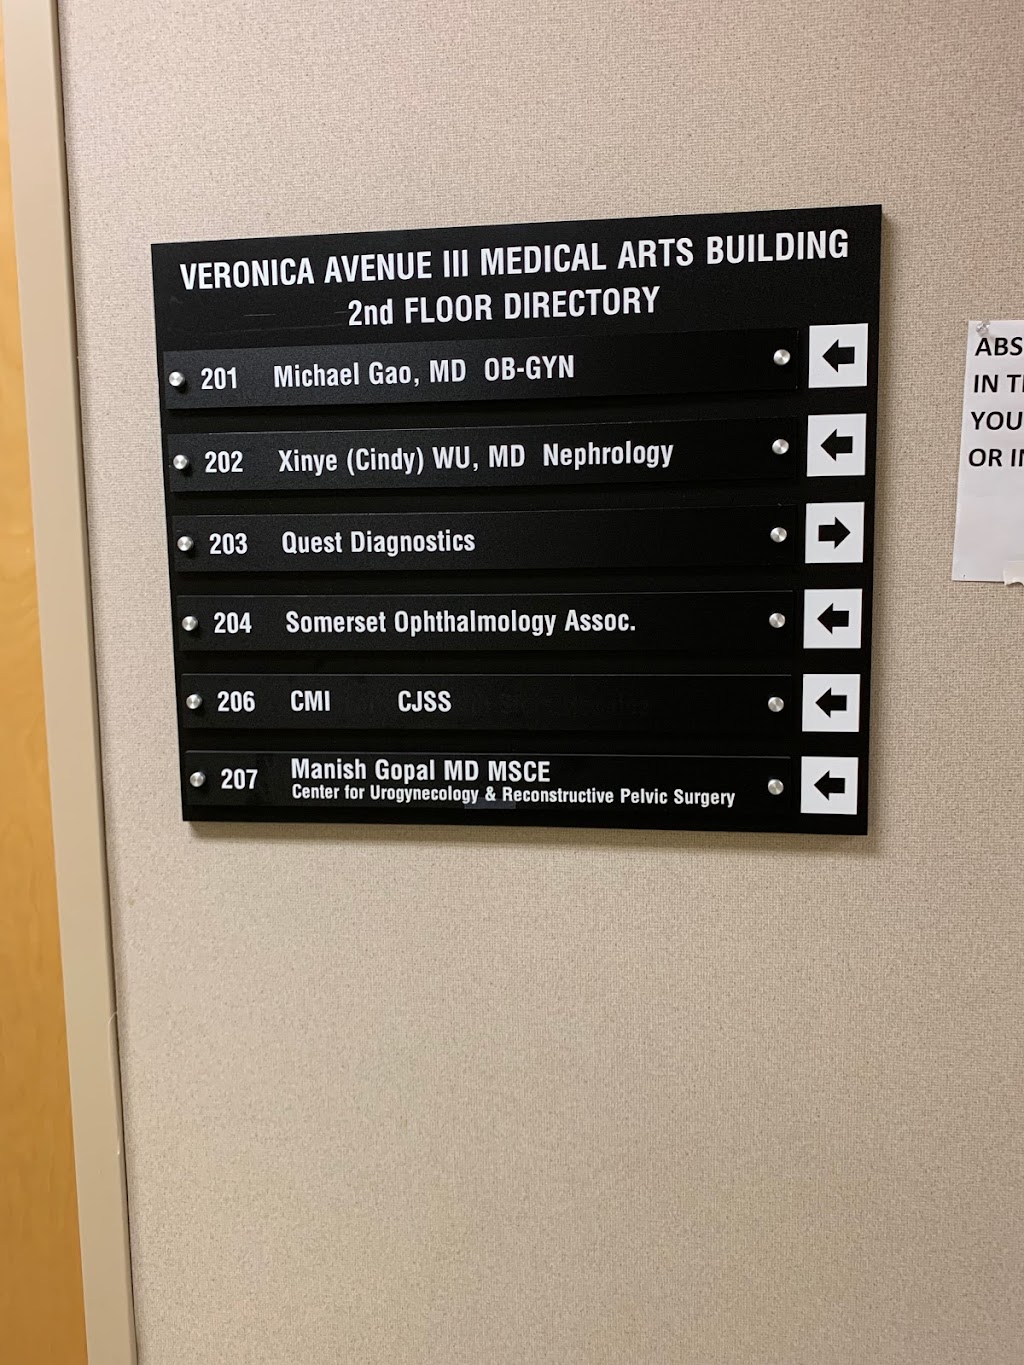 VERONICA AVENUE III MEDICAL ARTS BUILDING
2nd FLOOR DIRECTORY
201 Michael Gao, MD OB-GYN
202 Xinye (Cindy) WU, MD Nephrology
203 Quest Diagnostics
204 Somerset Ophthalmology Assoc.
206 CMI CJSS
207 Manish Gopal MD MSCE
Center for Urogynecology & Reconstructive Pelvic Surgery
ABS
IN
YOU
OR